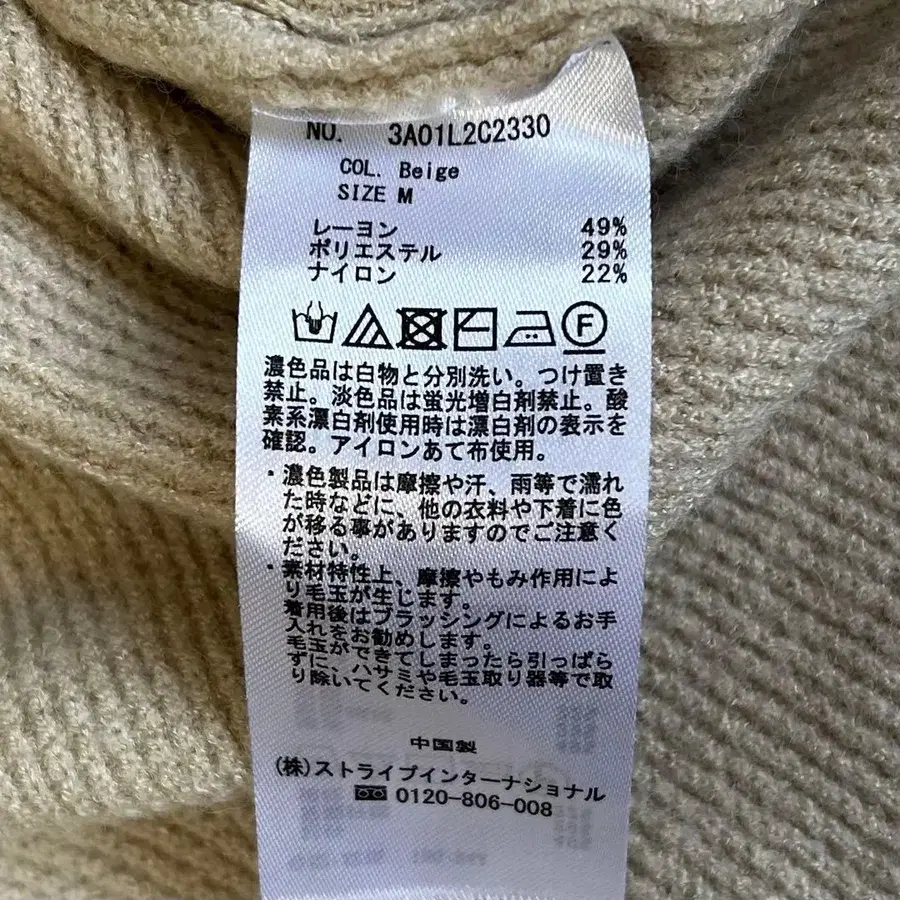 NO. 3A01L2C2330
COL. Beige
SIZE M
レーヨン 49%
ポリエステル 29%
ナイロン 22%
F
濃色品は白物と分別洗い。つけ置き
禁止。淡色品は蛍光増白剤禁止。酸
素系漂白剤使用時は漂白剤の表示を
確認。アイロンあて布使用。
・濃色製品は摩擦や汗、雨等で濡れ
た時などに、他の衣料や下着に色
が移る事がありますのでご注意く
ださい。
・素材特性上、摩擦やもみ作用によ
り毛玉が生じます。
着用後はブラッシングによるお手
入れをお勧めします。
毛玉ができてしまったら引っぱら
ずに、ハサミや毛玉取り器等で取
り除いてください。
中国製
(株)ストライプインターナショナル
0120-806-008